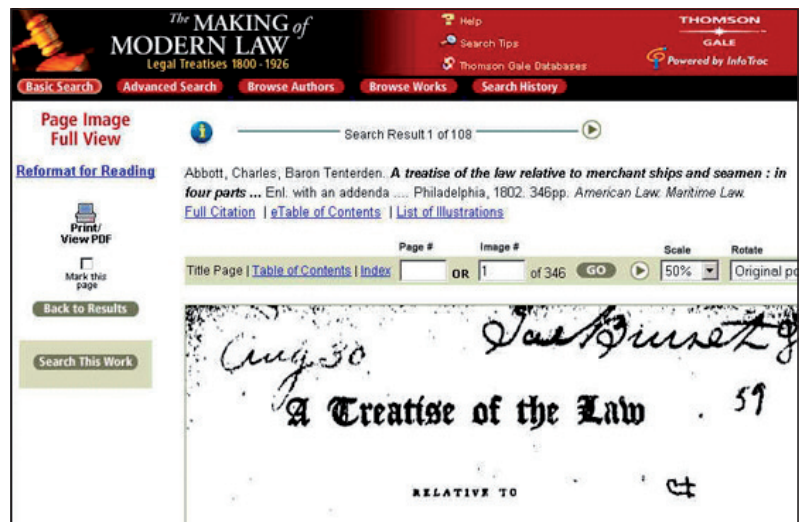 The MAKING of
MODERN LAW
Legal Treatises 1800 - 1926
Help
Search Tips
Thomson Gale Databases
THOMSON
GALE
Powered by InfoTrac
Basic Search
Advanced Search
Browse Authors
Browse Works
Search History
Page Image
Full View
Reformat for Reading
Print/
View PDF
Mark this
page
Back to Results
Search This Work
Search Result 1 of 108
Abbott, Charles, Baron Tenterden. A treatise of the law relative to merchant ships and seamen : in
four parts ... Enl. with an addenda .... Philadelphia, 1802. 346pp. American Law. Maritime Law.
Full Citation | eTable of Contents | List of Illustrations
Page #
Image #
Scale
Rotate
Title Page | Table of Contents | Index
OR
1
of 346
GO
50%
Original po
Aug 30
A Treatise of the Law
59
RELATIVE TO